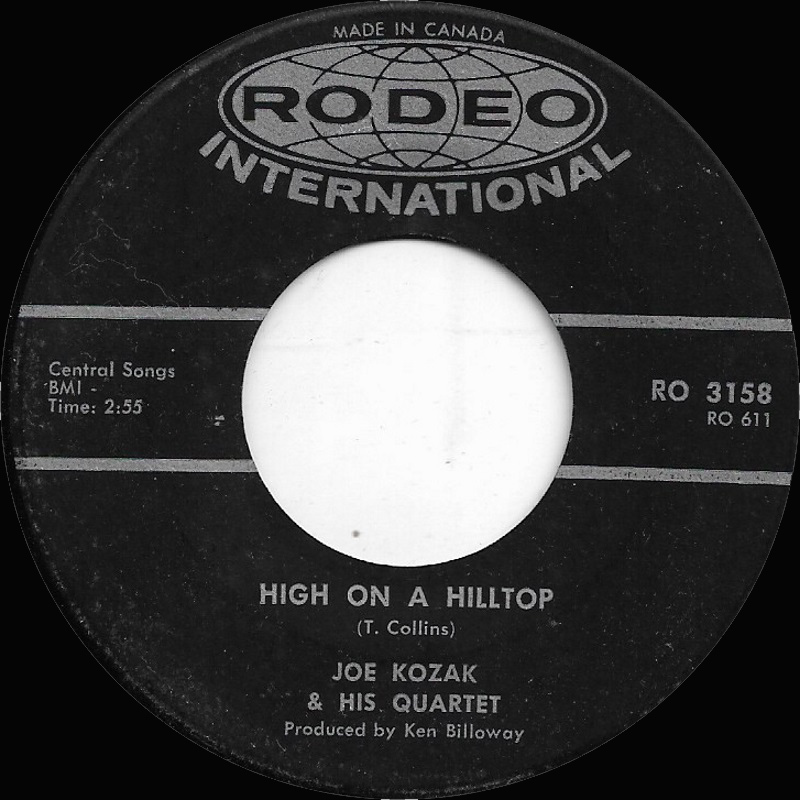 MADE IN CANADA
RODEO
INTERNATIONAL
Central Songs
BMI -
Time: 2:55
RO 3158
RO 611
HIGH ON A HILLTOP
(T. Collins)
JOE KOZAK
& HIS QUARTET
Produced by Ken Billoway